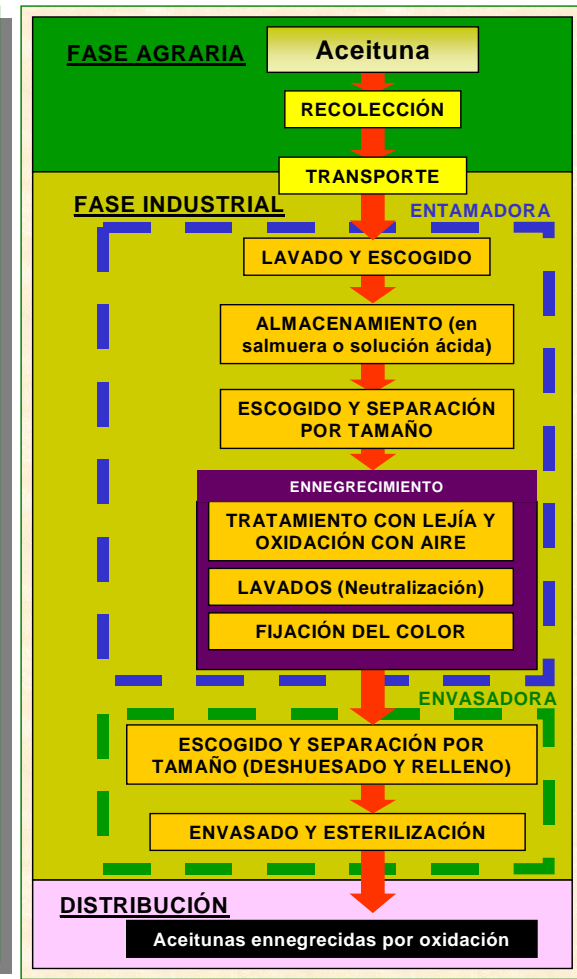 FASE AGRARIA
Aceituna
RECOLECCIÓN
TRANSPORTE
FASE INDUSTRIAL
ENTAMADORA
LAVADO Y ESCOGIDO
ALMACENAMIENTO (en
salmuera o solución ácida)
ESCOGIDO Y SEPARACIÓN
POR TAMAÑO
ENNEGRECIMIENTO
TRATAMIENTO CON LEJÍA Y
OXIDACIÓN CON AIRE
LAVADOS (Neutralización)
FIJACIÓN DEL COLOR
ENVASADORA
ESCOGIDO Y SEPARACIÓN POR
TAMAÑO (DESHUESADO Y RELLENO)
ENVASADO Y ESTERILIZACIÓN
DISTRIBUCIÓN
Aceitunas ennegrecidas por oxidación